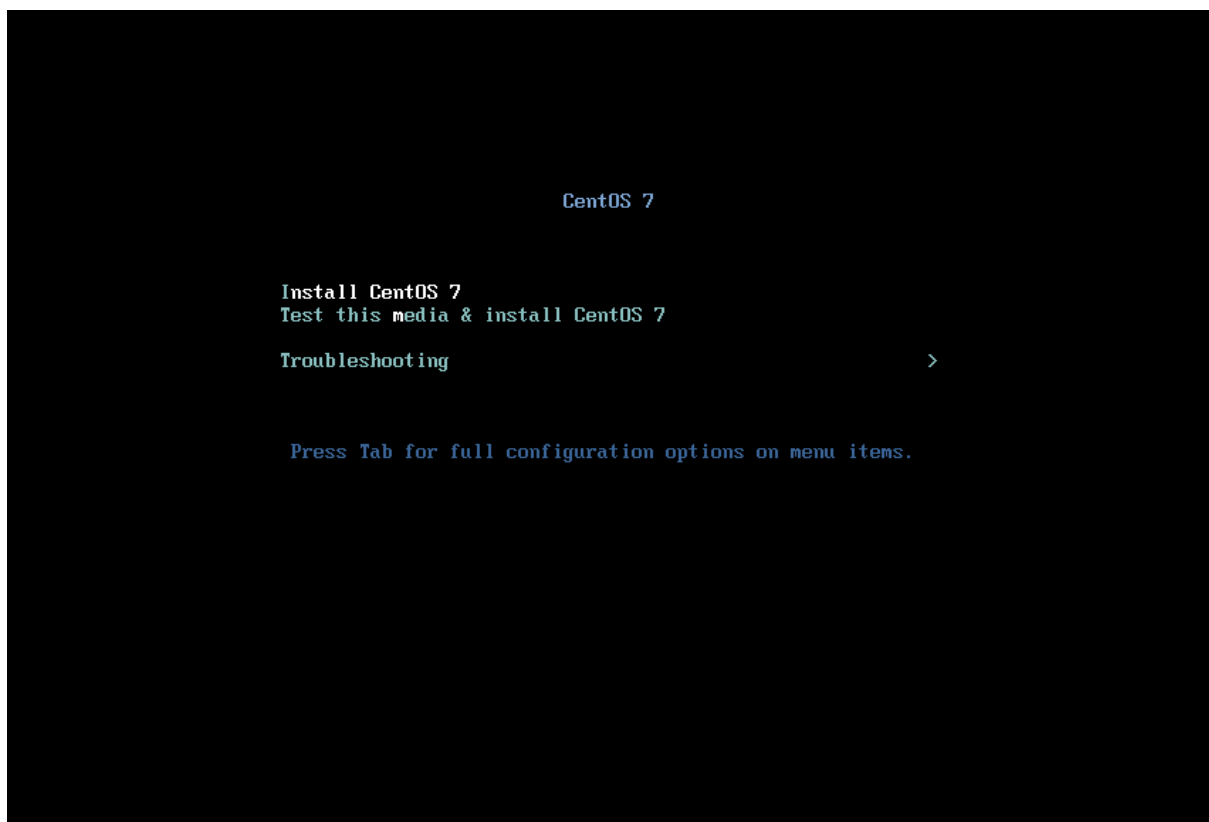 CentOS 7
Install CentOS 7
Test this media & install CentOS 7
Troubleshooting >
Press Tab for full configuration options on menu items.